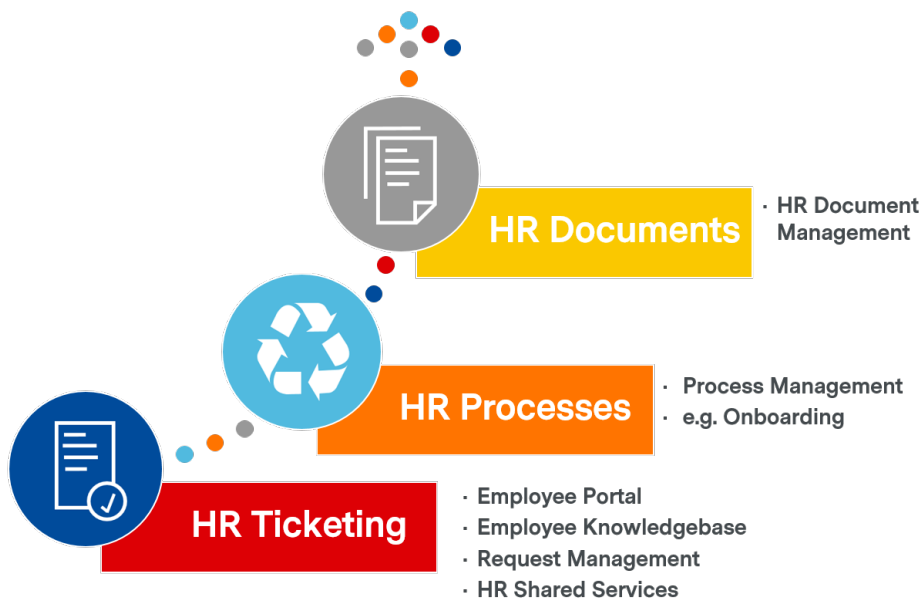 HR Documents
· HR Document
Management
HR Processes
· Process Management
· e.g. Onboarding
HR Ticketing
· Employee Portal
· Employee Knowledgebase
· Request Management
· HR Shared Services